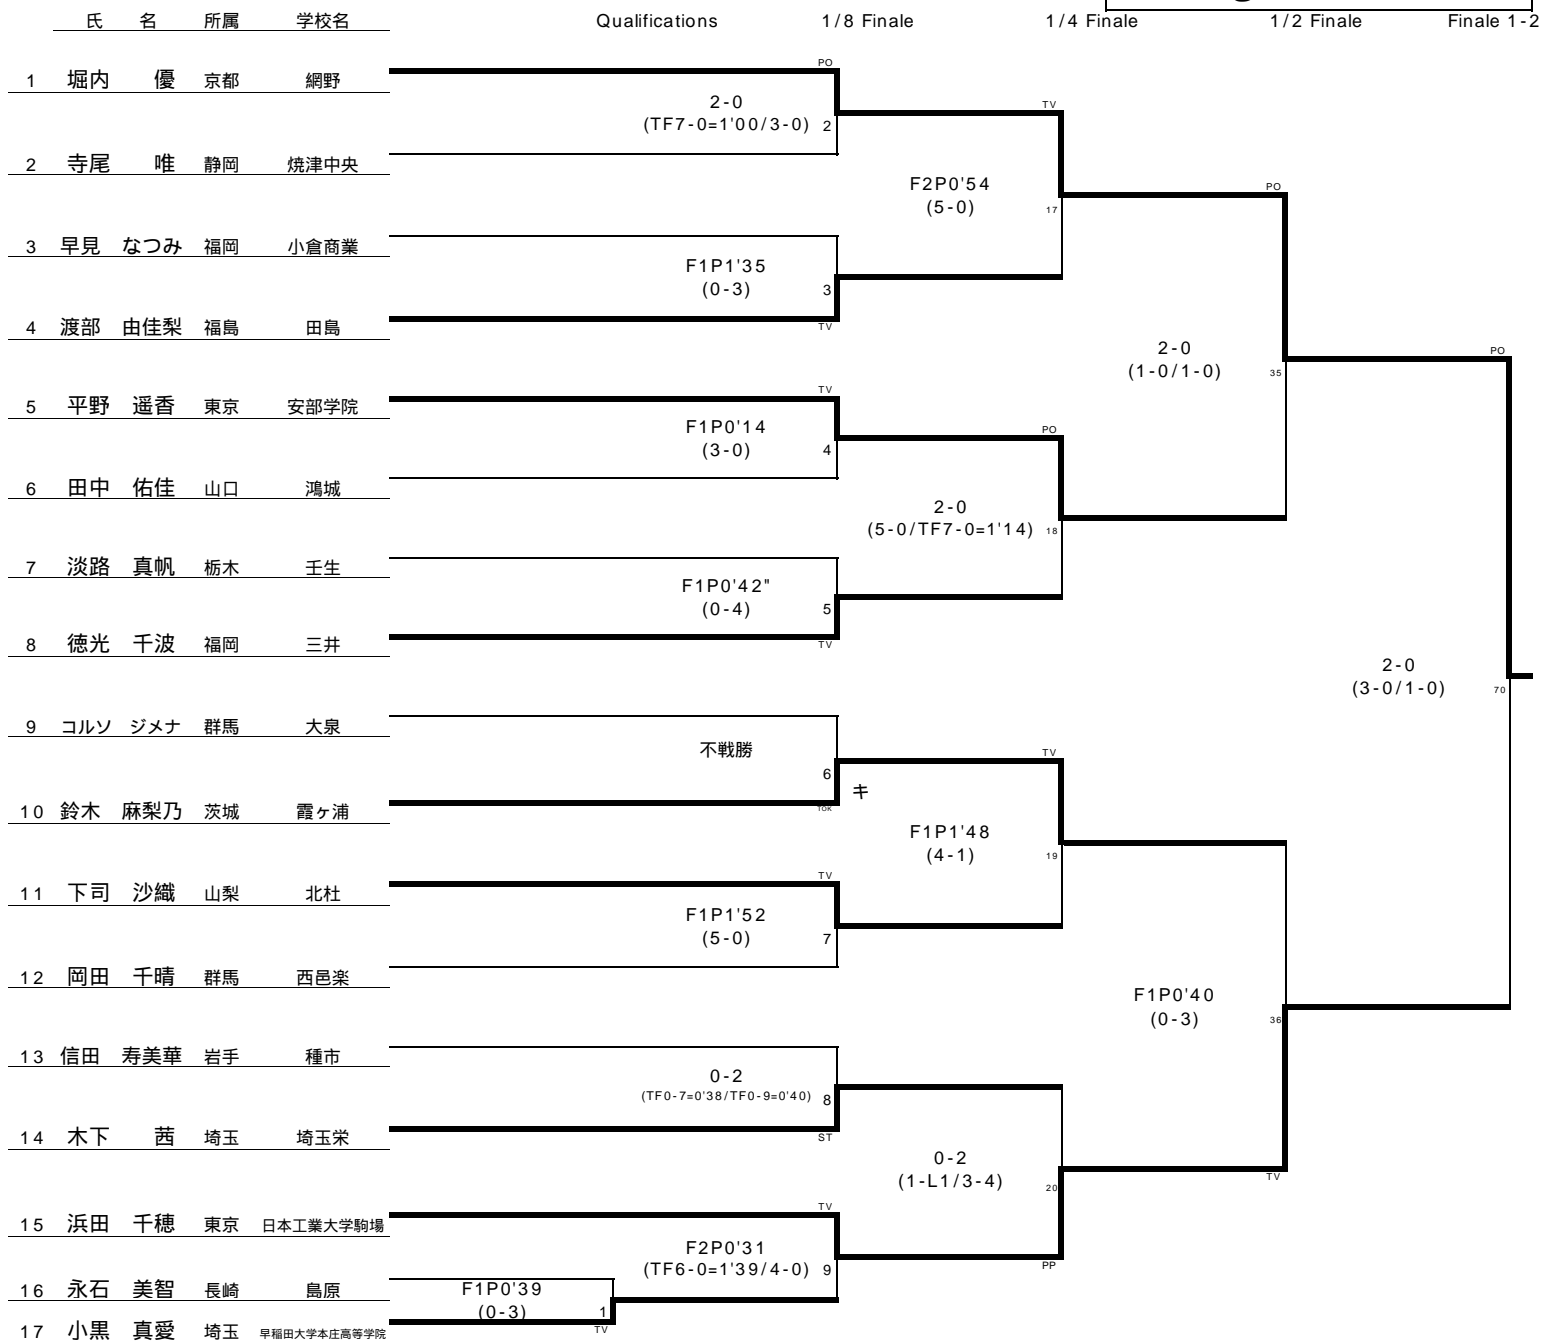 氏 名 所属 学校名 Qualifications 1/8 Finale 1/4 Finale 1/2 Finale Finale 1-2
PO
1 堀内 優 京都 網野
2-0
(TF7-0=1'00/3-0) 2
TV
2 寺尾 唯 静岡 焼津中央
F2P0'54
(5-0) 17
PO
3 早見 なつみ 福岡 小倉商業
F1P1'35
(0-3) 3
4 渡部 由佳梨 福島 田島
TV
2-0
(1-0/1-0) 35
PO
TV
5 平野 遥香 東京 安部学院
F1P0'14
(3-0) 4
PO
6 田中 佑佳 山口 鴻城
2-0
(5-0/TF7-0=1'14) 18
7 淡路 真帆 栃木 壬生
F1P0'42"
(0-4) 5
8 徳光 千波 福岡 三井
TV
2-0
(3-0/1-0) 70
9 コルソ ジメナ 群馬 大泉
不戦勝
6
TV
キ
10 鈴木 麻梨乃 茨城 霞ヶ浦
TOK
F1P1'48
(4-1) 19
TV
11 下司 沙織 山梨 北杜
F1P1'52
(5-0) 7
12 岡田 千晴 群馬 西邑楽
F1P0'40
(0-3) 36
13 信田 寿美華 岩手 種市
0-2
(TF0-7=0'38/TF0-9=0'40) 8
14 木下 茜 埼玉 埼玉栄
ST
0-2
(1-L1/3-4) 20
TV
TV
15 浜田 千穂 東京 日本工業大学駒場
F2P0'31
(TF6-0=1'39/4-0) 9
PP
16 永石 美智 長崎 島原
F1P0'39
(0-3) 1
17 小黒 真愛 埼玉 早稲田大学本庄高等学院
TV